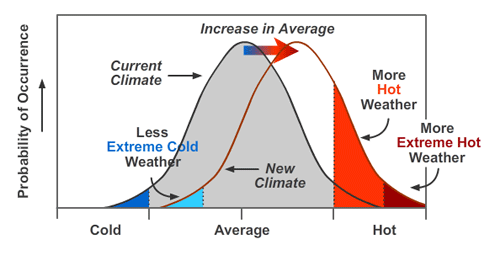 Increase in Average
Current
Climate
More
Hot
Weather
Probability of Occurrence
Less
Extreme Cold
Weather
More
Extreme Hot
Weather
New
Climate
Cold
Average
Hot